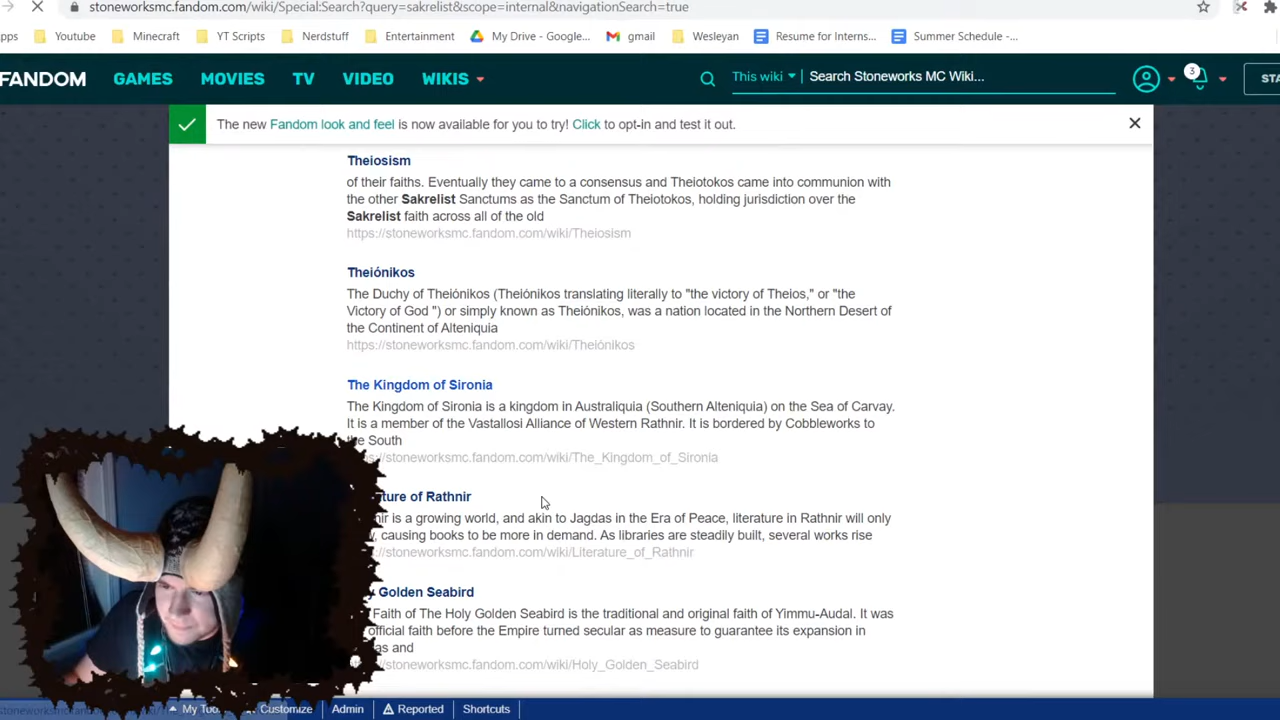 stoneworksmc.fandom.com/wiki/Special:Search?query=sakrelist&scope=internal&navigationSearch=true
pps Youtube Minecraft YT Scripts Nerdstuff Entertainment My Drive - Google... gmail Wesleyan Resume for Interns... Summer Schedule -...
FANDOM GAMES MOVIES TV VIDEO WIKIS This wiki Search Stoneworks MC Wiki... 3 STA
The new Fandom look and feel is now available for you to try! Click to opt-in and test it out.
Theiosism
of their faiths. Eventually they came to a consensus and Theiotokos came into communion with
the other Sakrelist Sanctums as the Sanctum of Theiotokos, holding jurisdiction over the
Sakrelist faith across all of the old
https://stoneworksmc.fandom.com/wiki/Theiosism
Theiónikos
The Duchy of Theiónikos (Theiónikos translating literally to "the victory of Theios," or "the
Victory of God ") or simply known as Theiónikos, was a nation located in the Northern Desert of
the Continent of Alteniquia
https://stoneworksmc.fandom.com/wiki/Theiónikos
The Kingdom of Sironia
The Kingdom of Sironia is a kingdom in Australiquia (Southern Alteniquia) on the Sea of Carvay.
It is a member of the Vastallosi Alliance of Western Rathnir. It is bordered by Cobbleworks to
the South
://stoneworksmc.fandom.com/wiki/The_Kingdom_of_Sironia
ture of Rathnir
nir is a growing world, and akin to Jagdas in the Era of Peace, literature in Rathnir will only
, causing books to be more in demand. As libraries are steadily built, several works rise
://stoneworksmc.fandom.com/wiki/Literature_of_Rathnir
y Golden Seabird
Faith of The Holy Golden Seabird is the traditional and original faith of Yimmu-Audal. It was
official faith before the Empire turned secular as measure to guarantee its expansion in
as and
://stoneworksmc.fandom.com/wiki/Holy_Golden_Seabird
My Too Customize Admin Reported Shortcuts